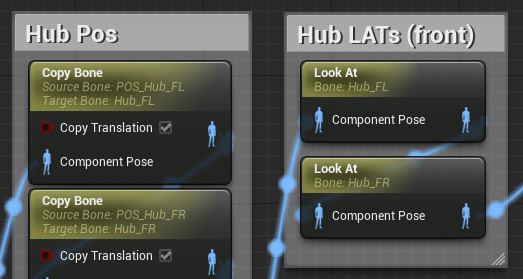 Hub Pos
Copy Bone
Source Bone: POS_Hub_FL
Target Bone: Hub_FL
Copy Translation
Component Pose
Copy Bone
Source Bone: POS_Hub_FR
Target Bone: Hub_FR
Copy Translation
Hub LATs (front)
Look At
Bone: Hub_FL
Component Pose
Look At
Bone: Hub_FR
Component Pose